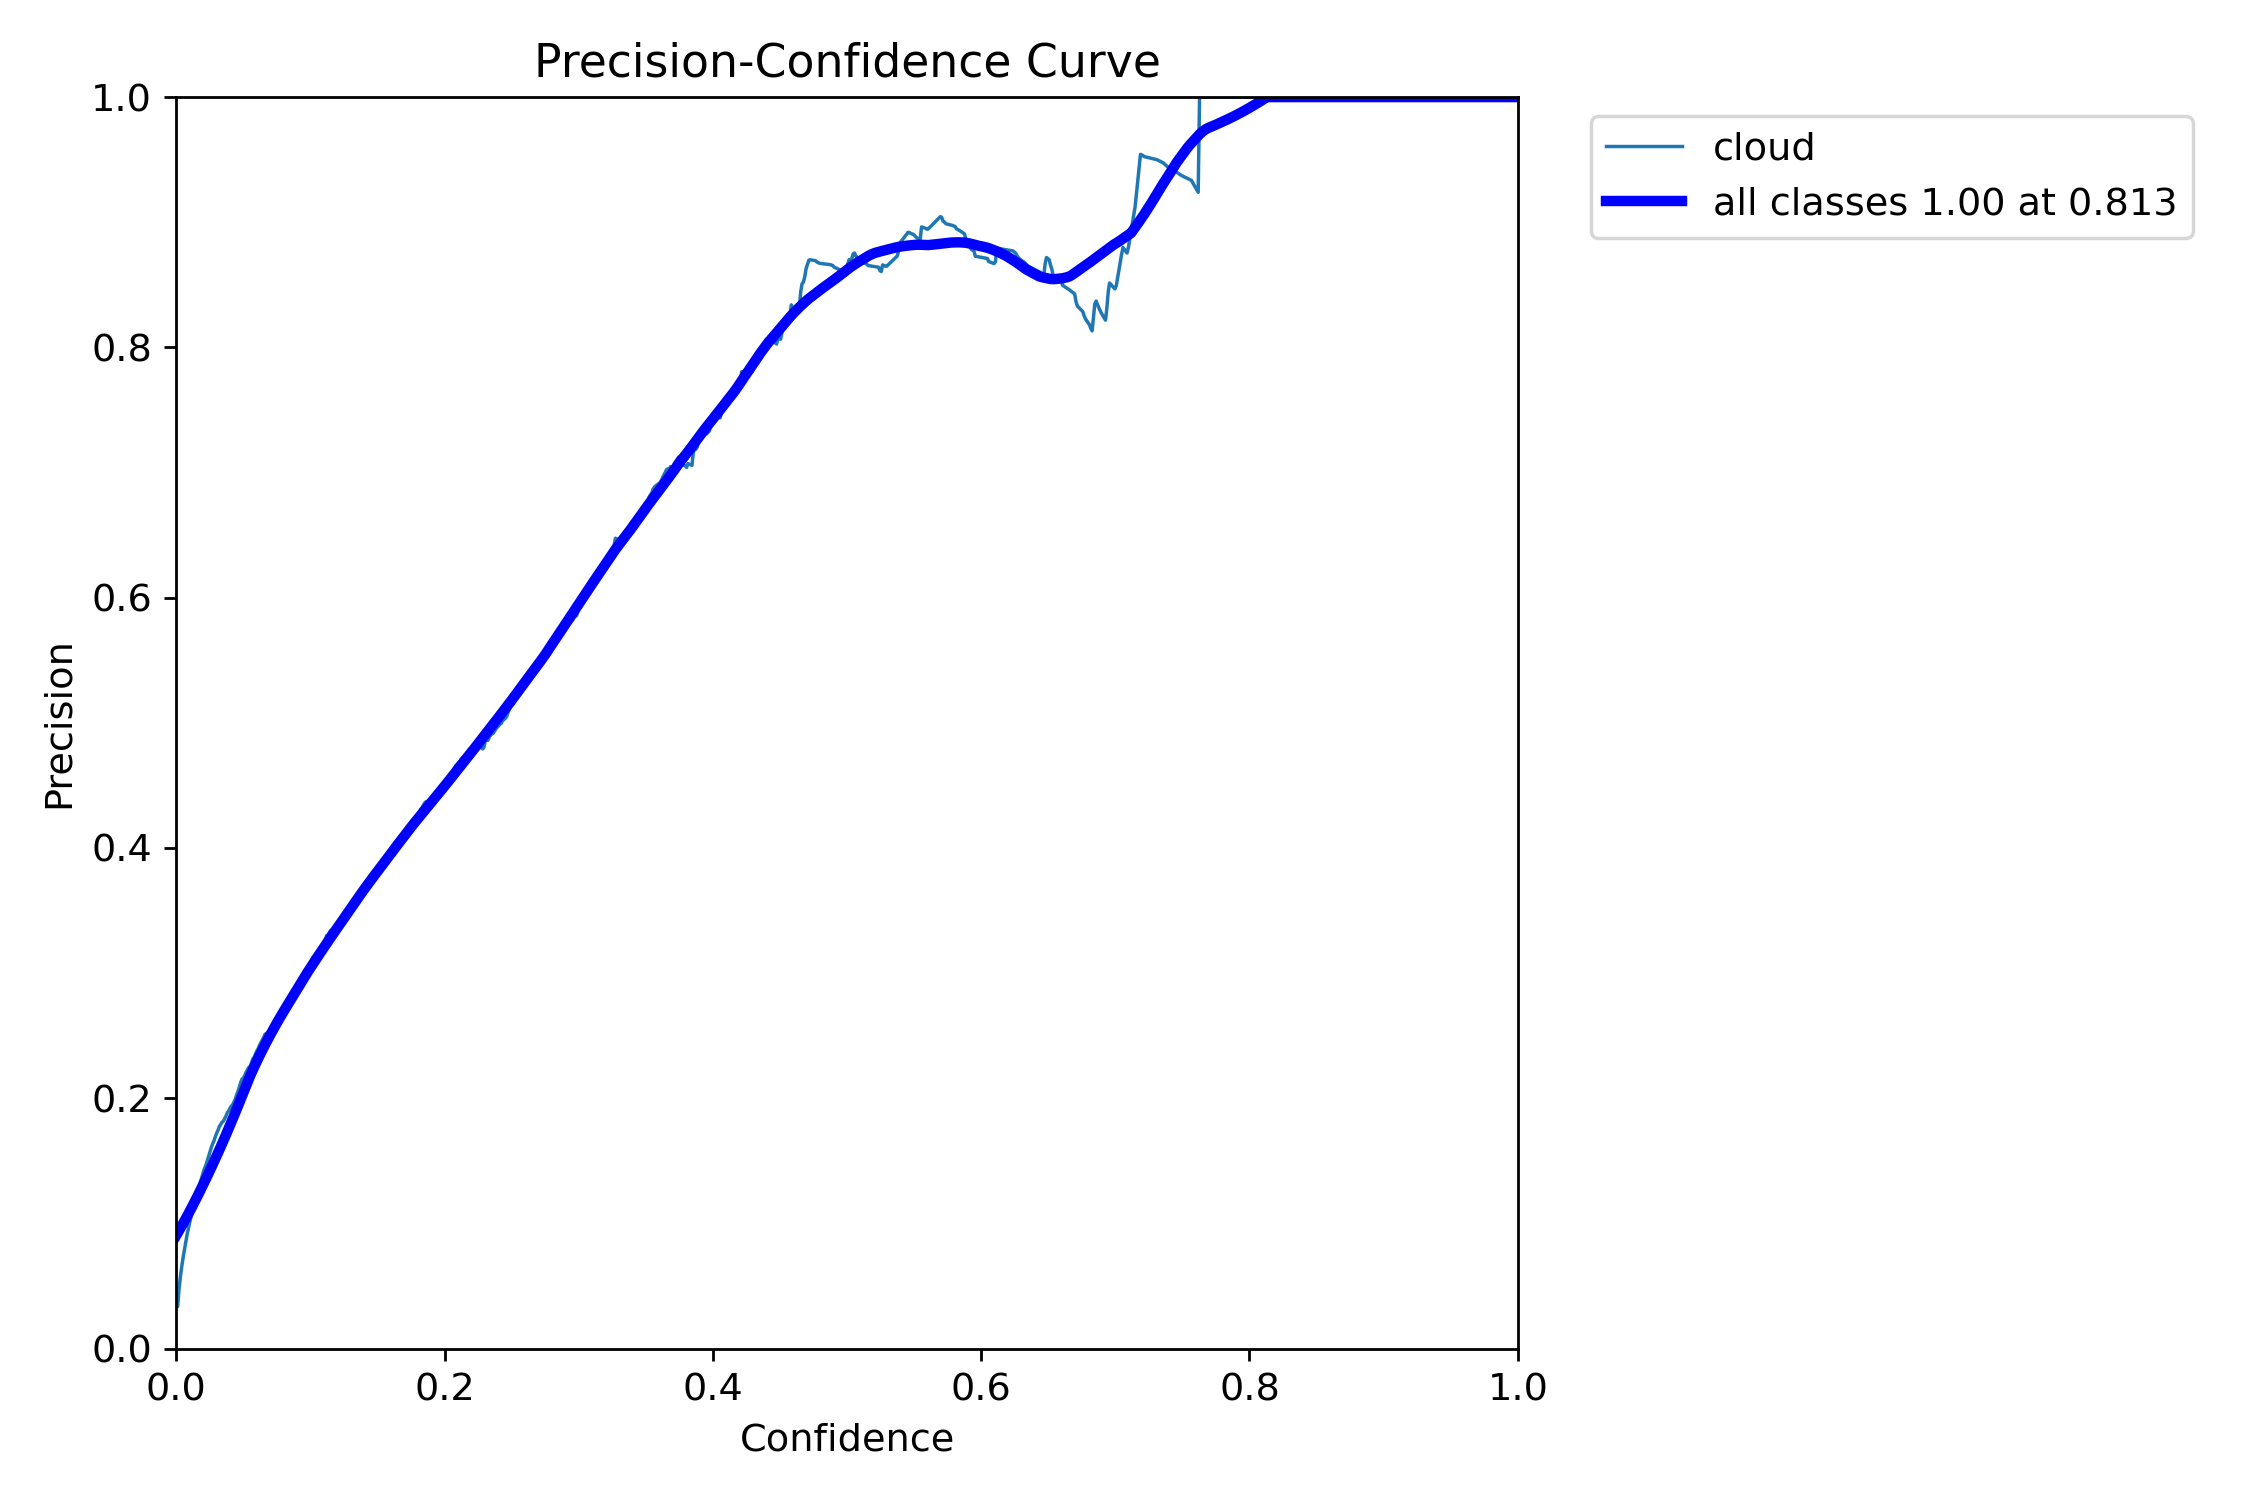 Precision-Confidence Curve
1.0
0.8
0.6
0.4
0.2
0.0
Precision
0.0 0.2 0.4 0.6 0.8 1.0
Confidence
cloud
all classes 1.00 at 0.813